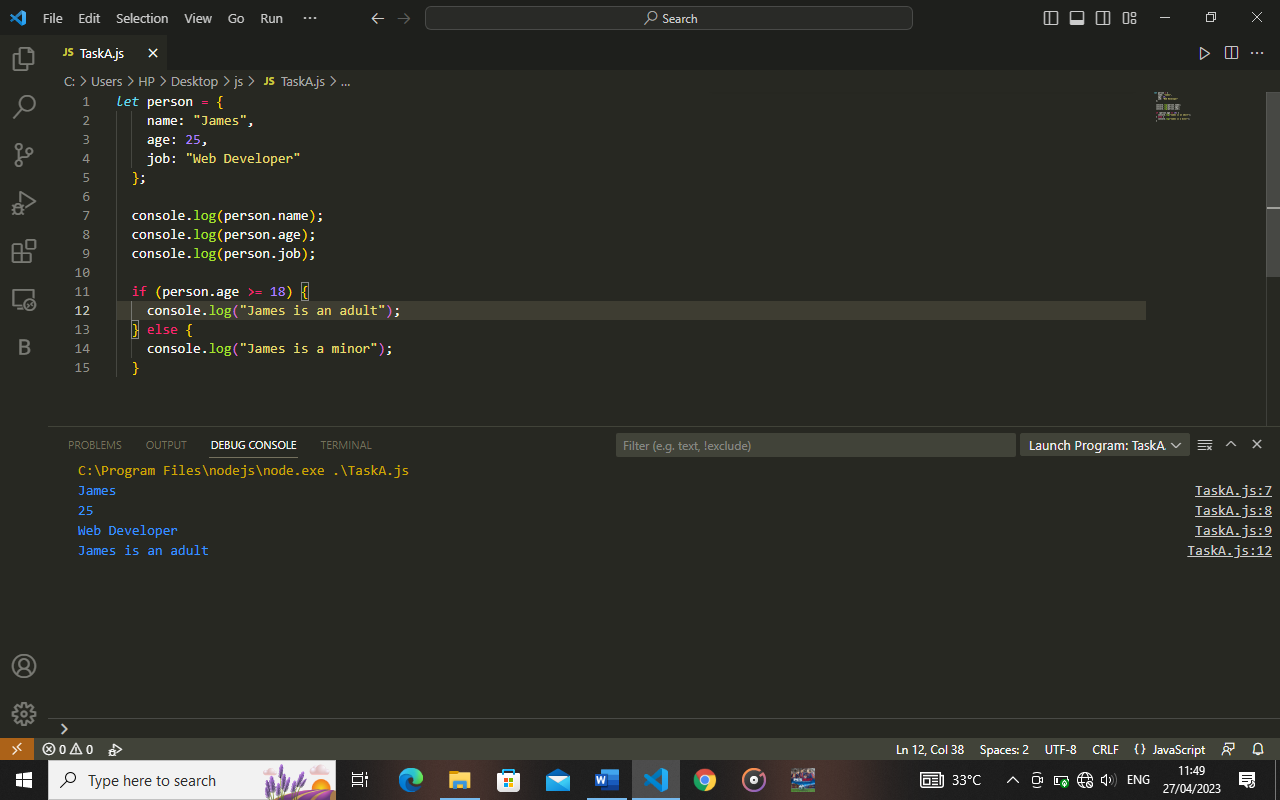 File Edit Selection View Go Run ··· Search
JS TaskA.js
C: > Users > HP > Desktop > js > JS TaskA.js > ...
1 let person = {
2 name: "James",
3 age: 25,
4 job: "Web Developer"
5 };
6
7 console.log(person.name);
8 console.log(person.age);
9 console.log(person.job);
10
11 if (person.age >= 18) {
12 console.log("James is an adult");
13 } else {
14 console.log("James is a minor");
15 }
PROBLEMS OUTPUT DEBUG CONSOLE TERMINAL Filter (e.g. text, !exclude) Launch Program: TaskA
C:\Program Files\nodejs\node.exe .\TaskA.js
James TaskA.js:7
25 TaskA.js:8
Web Developer TaskA.js:9
James is an adult TaskA.js:12
B
0 0 Ln 12, Col 38 Spaces: 2 UTF-8 CRLF {} JavaScript
Type here to search 33°C ENG 11:49
27/04/2023